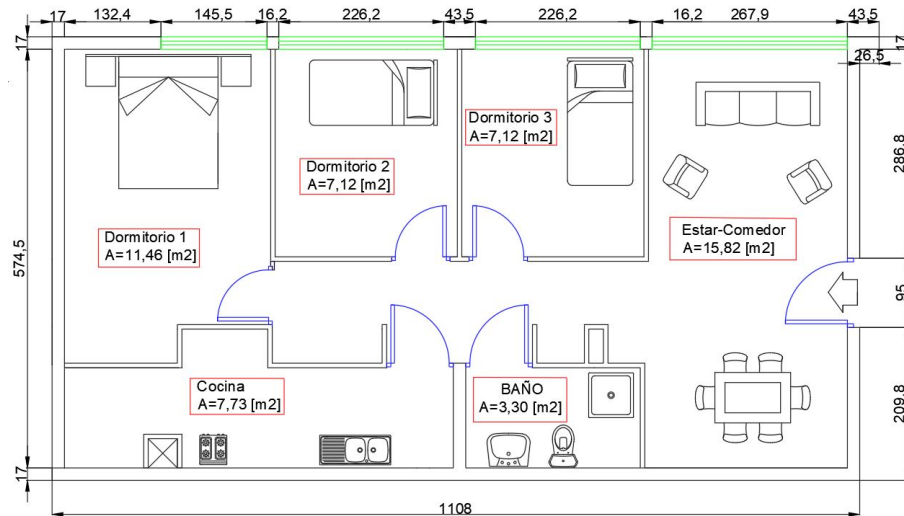 17 132,4 145,5 16,2 226,2 43,5 226,2 16,2 267,9 43,5
17
17
26,5
Dormitorio 3
A=7,12 [m2]
Dormitorio 2
A=7,12 [m2]
286,8
Dormitorio 1
A=11,46 [m2]
Estar-Comedor
A=15,82 [m2]
574,5
95
Cocina
A=7,73 [m2]
BAÑO
A=3,30 [m2]
209,8
17
1108